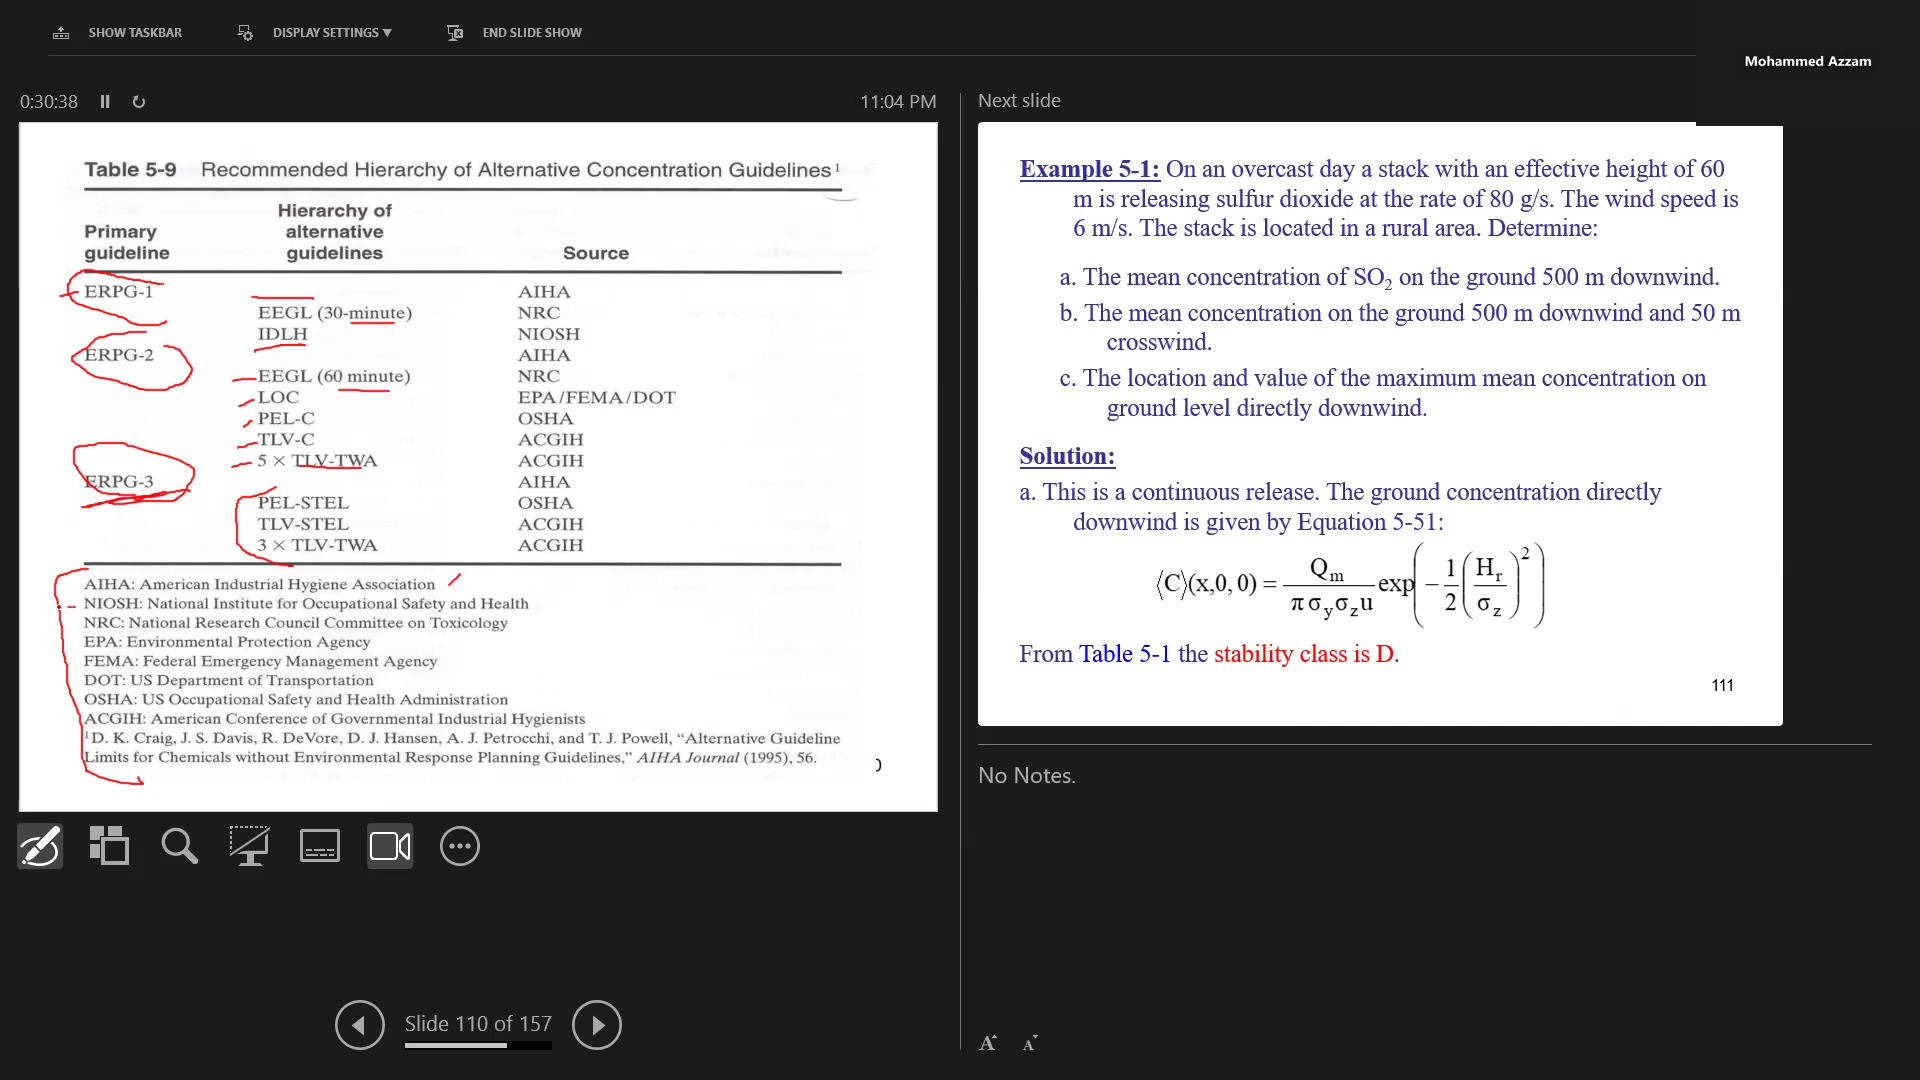 SHOW TASKBAR
DISPLAY SETTINGS ▼
END SLIDE SHOW
Mohammed Azzam
0:30:38
11:04 PM
Table 5-9 Recommended Hierarchy of Alternative Concentration Guidelines¹
Primary guideline
Hierarchy of alternative guidelines
Source
ERPG-1 AIHA
EEGL (30-minute) NRC
IDLH NIOSH
ERPG-2 AIHA
EEGL (60 minute) NRC
LOC EPA/FEMA/DOT
PEL-C OSHA
TLV-C ACGIH
5 × TLV-TWA ACGIH
ERPG-3 AIHA
PEL-STEL OSHA
TLV-STEL ACGIH
3 × TLV-TWA ACGIH
AIHA: American Industrial Hygiene Association
NIOSH: National Institute for Occupational Safety and Health
NRC: National Research Council Committee on Toxicology
EPA: Environmental Protection Agency
FEMA: Federal Emergency Management Agency
DOT: US Department of Transportation
OSHA: US Occupational Safety and Health Administration
ACGIH: American Conference of Governmental Industrial Hygienists
¹D. K. Craig, J. S. Davis, R. DeVore, D. J. Hansen, A. J. Petrocchi, and T. J. Powell, “Alternative Guideline
Limits for Chemicals without Environmental Response Planning Guidelines,” AIHA Journal (1995), 56.
Slide 110 of 157
Next slide
Example 5-1: On an overcast day a stack with an effective height of 60
m is releasing sulfur dioxide at the rate of 80 g/s. The wind speed is
6 m/s. The stack is located in a rural area. Determine:
a. The mean concentration of SO₂ on the ground 500 m downwind.
b. The mean concentration on the ground 500 m downwind and 50 m
crosswind.
c. The location and value of the maximum mean concentration on
ground level directly downwind.
Solution:
a. This is a continuous release. The ground concentration directly
downwind is given by Equation 5-51:
⟨C⟩(x,0,0) = Qm / (π σy σz u) exp(−1/2 (Hr/σz)²)
From Table 5-1 the stability class is D.
111
No Notes.
A A